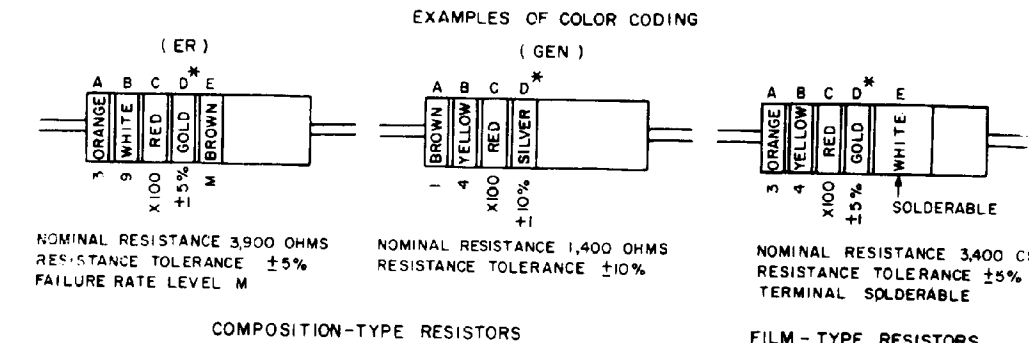 EXAMPLES OF COLOR CODING
(ER)
A B C D* E
ORANGE WHITE RED GOLD BROWN
3 9 X100 ±5% M
NOMINAL RESISTANCE 3,900 OHMS
RESISTANCE TOLERANCE ±5%
FAILURE RATE LEVEL M
(GEN)
A B C D*
BROWN YELLOW RED SILVER
1 4 X100 ±10%
NOMINAL RESISTANCE 1,400 OHMS
RESISTANCE TOLERANCE ±10%
COMPOSITION-TYPE RESISTORS
A B C D* E
ORANGE YELLOW RED GOLD WHITE
3 4 X100 ±5% SOLDERABLE
NOMINAL RESISTANCE 3,400
RESISTANCE TOLERANCE ±5%
TERMINAL SOLDERABLE
FILM-TYPE RESISTORS